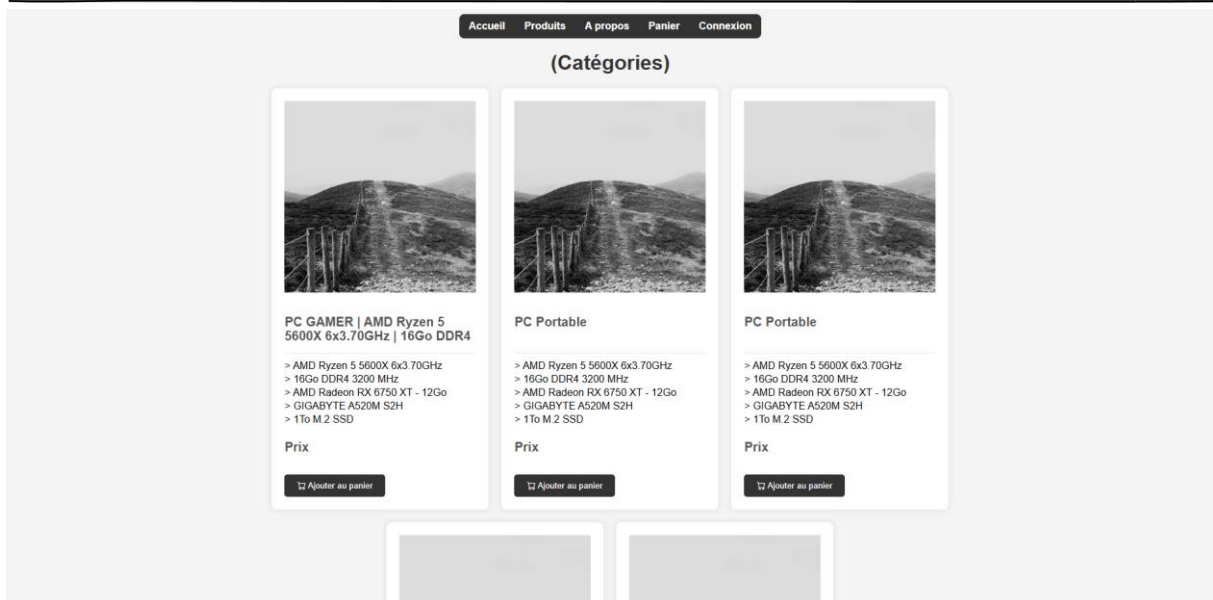 Accueil Produits A propos Panier Connexion
(Catégories)
PC GAMER | AMD Ryzen 5
5600X 6x3.70GHz | 16Go DDR4
> AMD Ryzen 5 5600X 6x3.70GHz
> 16Go DDR4 3200 MHz
> AMD Radeon RX 6750 XT - 12Go
> GIGABYTE A520M S2H
> 1To M.2 SSD
Prix
Ajouter au panier
PC Portable
> AMD Ryzen 5 5600X 6x3.70GHz
> 16Go DDR4 3200 MHz
> AMD Radeon RX 6750 XT - 12Go
> GIGABYTE A520M S2H
> 1To M.2 SSD
Prix
Ajouter au panier
PC Portable
> AMD Ryzen 5 5600X 6x3.70GHz
> 16Go DDR4 3200 MHz
> AMD Radeon RX 6750 XT - 12Go
> GIGABYTE A520M S2H
> 1To M.2 SSD
Prix
Ajouter au panier